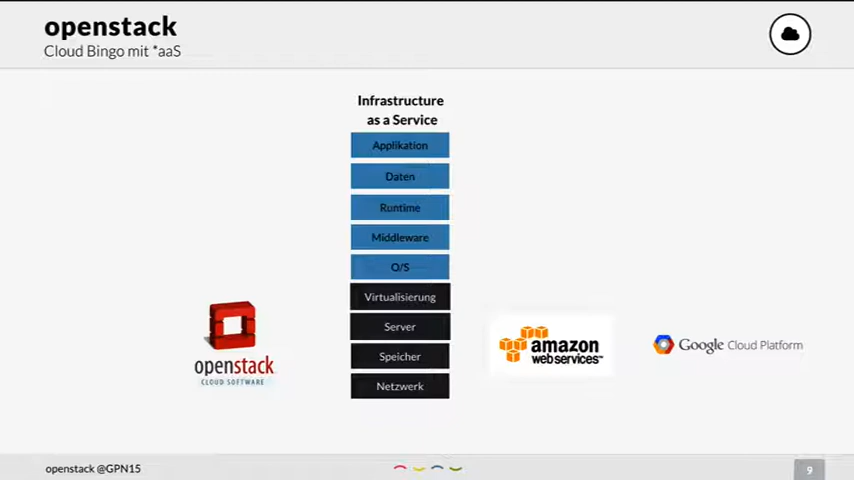 openstack
Cloud Bingo mit *aaS
Infrastructure
as a Service
Applikation
Daten
Runtime
Middleware
O/S
Virtualisierung
Server
Speicher
Netzwerk
openstack
CLOUD SOFTWARE
amazon
webservices™
Google Cloud Platform
openstack @GPN15
9